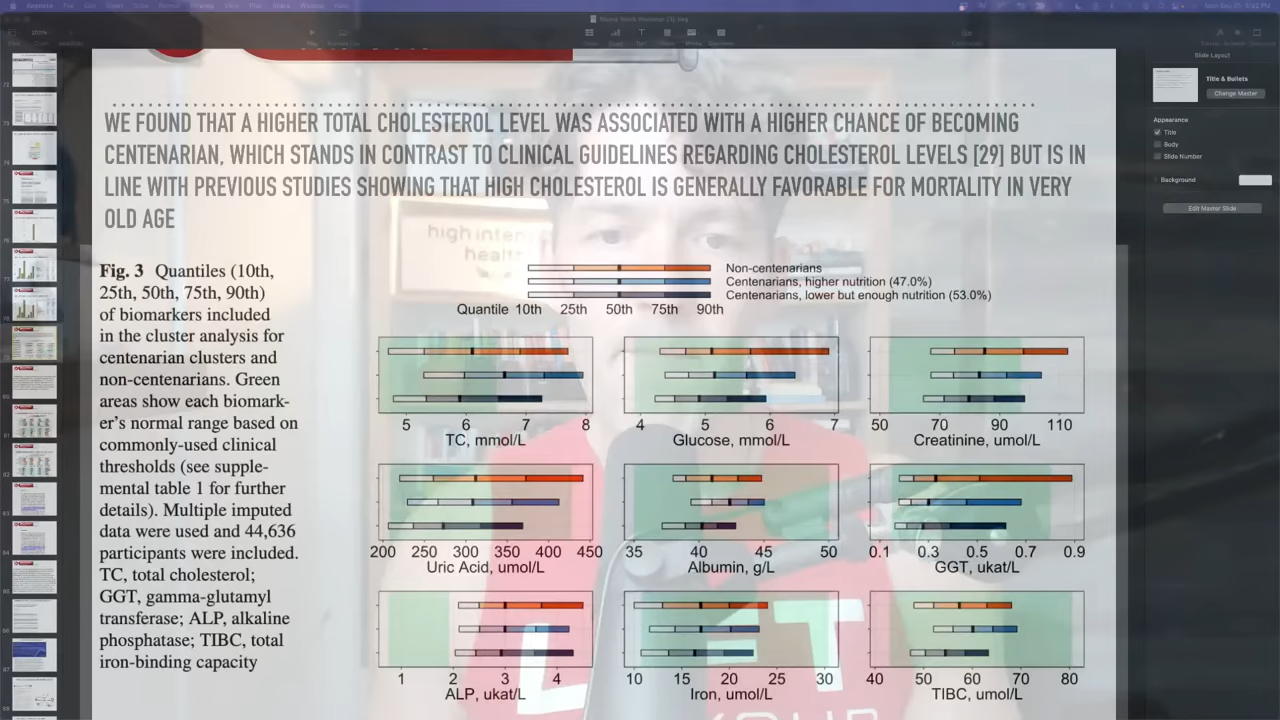 Title & Bullets
Slide Layout
Change Master
Appearance
Title
Body
Slide Number
Background
Edit Master Slide
WE FOUND THAT A HIGHER TOTAL CHOLESTEROL LEVEL WAS ASSOCIATED WITH A HIGHER CHANCE OF BECOMING
CENTENARIAN, WHICH STANDS IN CONTRAST TO CLINICAL GUIDELINES REGARDING CHOLESTEROL LEVELS [29] BUT IS IN
LINE WITH PREVIOUS STUDIES SHOWING THAT HIGH CHOLESTEROL IS GENERALLY FAVORABLE FOR MORTALITY IN VERY
OLD AGE
high inten
health
Fig. 3 Quantiles (10th,
25th, 50th, 75th, 90th)
of biomarkers included
in the cluster analysis for
centenarian clusters and
non-centenarians. Green
areas show each biomark-
er's normal range based on
commonly-used clinical
thresholds (see supple-
mental table 1 for further
details). Multiple imputed
data were used and 44,636
participants were included.
TC, total cholesterol;
GGT, gamma-glutamyl
transferase; ALP, alkaline
phosphatase; TIBC, total
iron-binding capacity
Non-centenarians
Centenarians, higher nutrition (47.0%)
Centenarians, lower but enough nutrition (53.0%)
Quantile 10th 25th 50th 75th 90th
5 6 7 8
TC, mmol/L
4 5 6 7
Glucose, mmol/L
50 70 90 110
Creatinine, umol/L
200 250 300 350 400 450
Uric Acid, umol/L
35 40 45 50
Albumin, g/L
0.1 0.3 0.5 0.7 0.9
GGT, ukat/L
1 2 3 4
ALP, ukat/L
10 15 20 25 30
Iron, umol/L
40 50 60 70 80
TIBC, umol/L